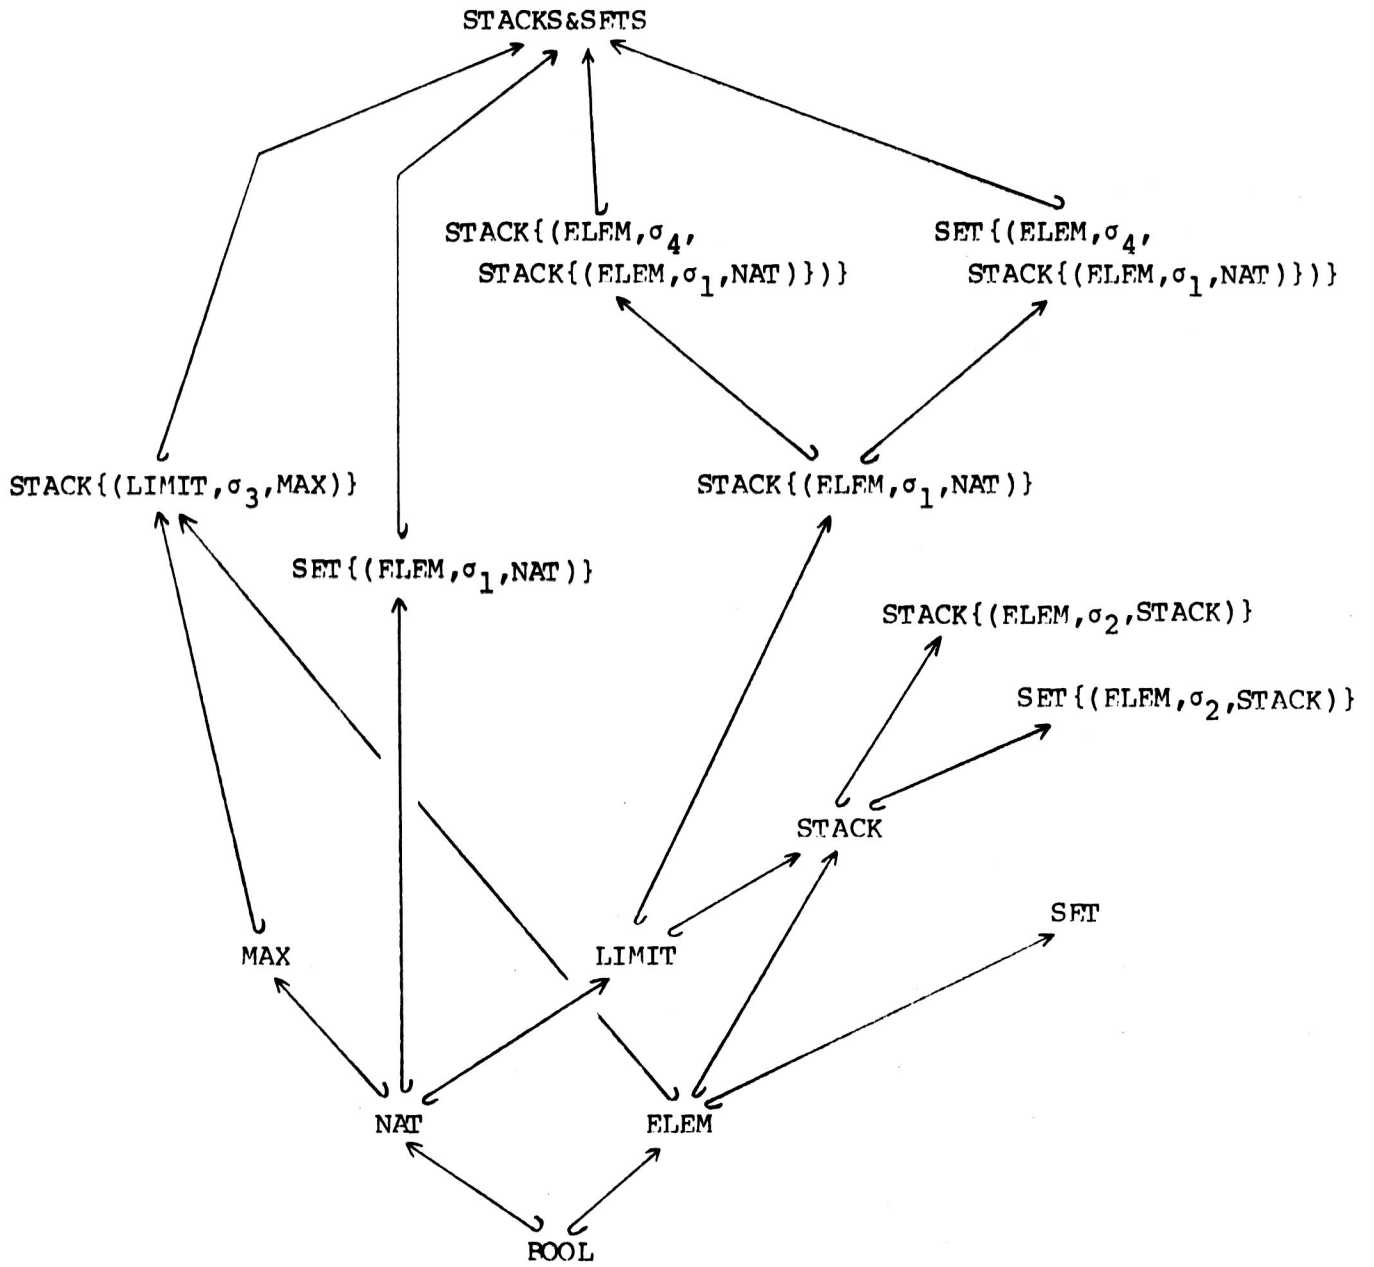 STACKS&SETS
STACK{(ELEM,σ4,
STACK{(ELEM,σ1,NAT)})}
SET{(ELEM,σ4,
STACK{(ELEM,σ1,NAT)})}
STACK{(LIMIT,σ3,MAX)}
STACK{(ELEM,σ1,NAT)}
SET{(ELEM,σ1,NAT)}
STACK{(ELEM,σ2,STACK)}
SET{(ELEM,σ2,STACK)}
STACK
SET
MAX
LIMIT
NAT
ELEM
BOOL